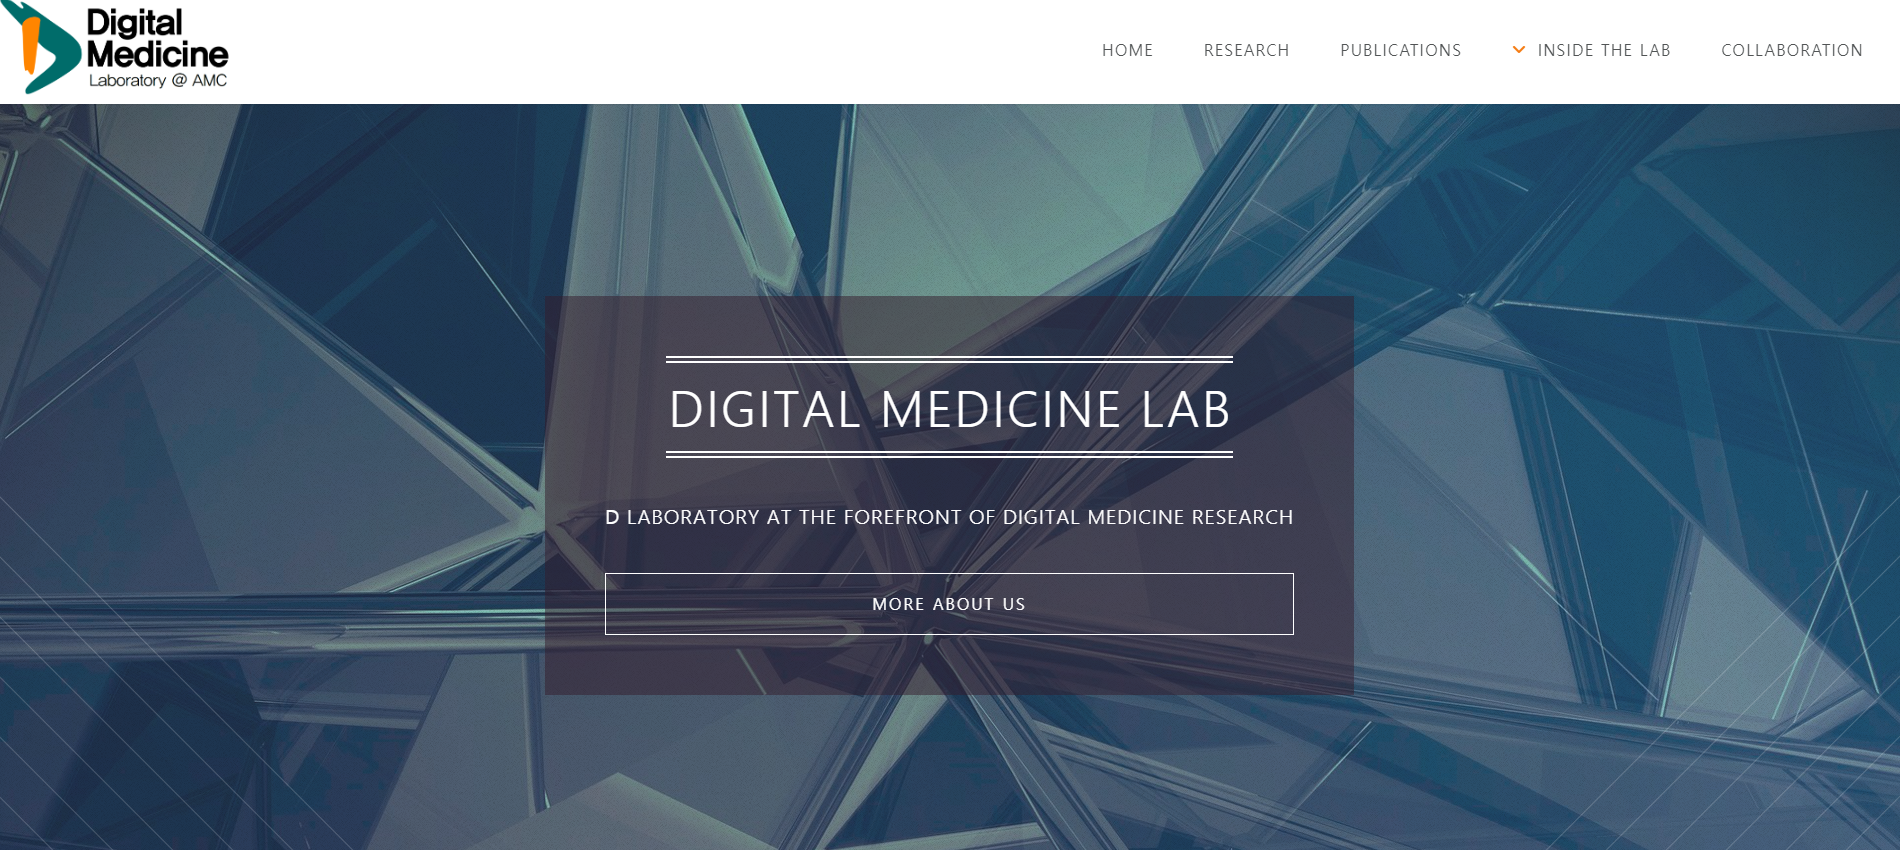 Digital
Medicine
Laboratory @ AMC
HOME RESEARCH PUBLICATIONS INSIDE THE LAB COLLABORATION
DIGITAL MEDICINE LAB
D LABORATORY AT THE FOREFRONT OF DIGITAL MEDICINE RESEARCH
MORE ABOUT US